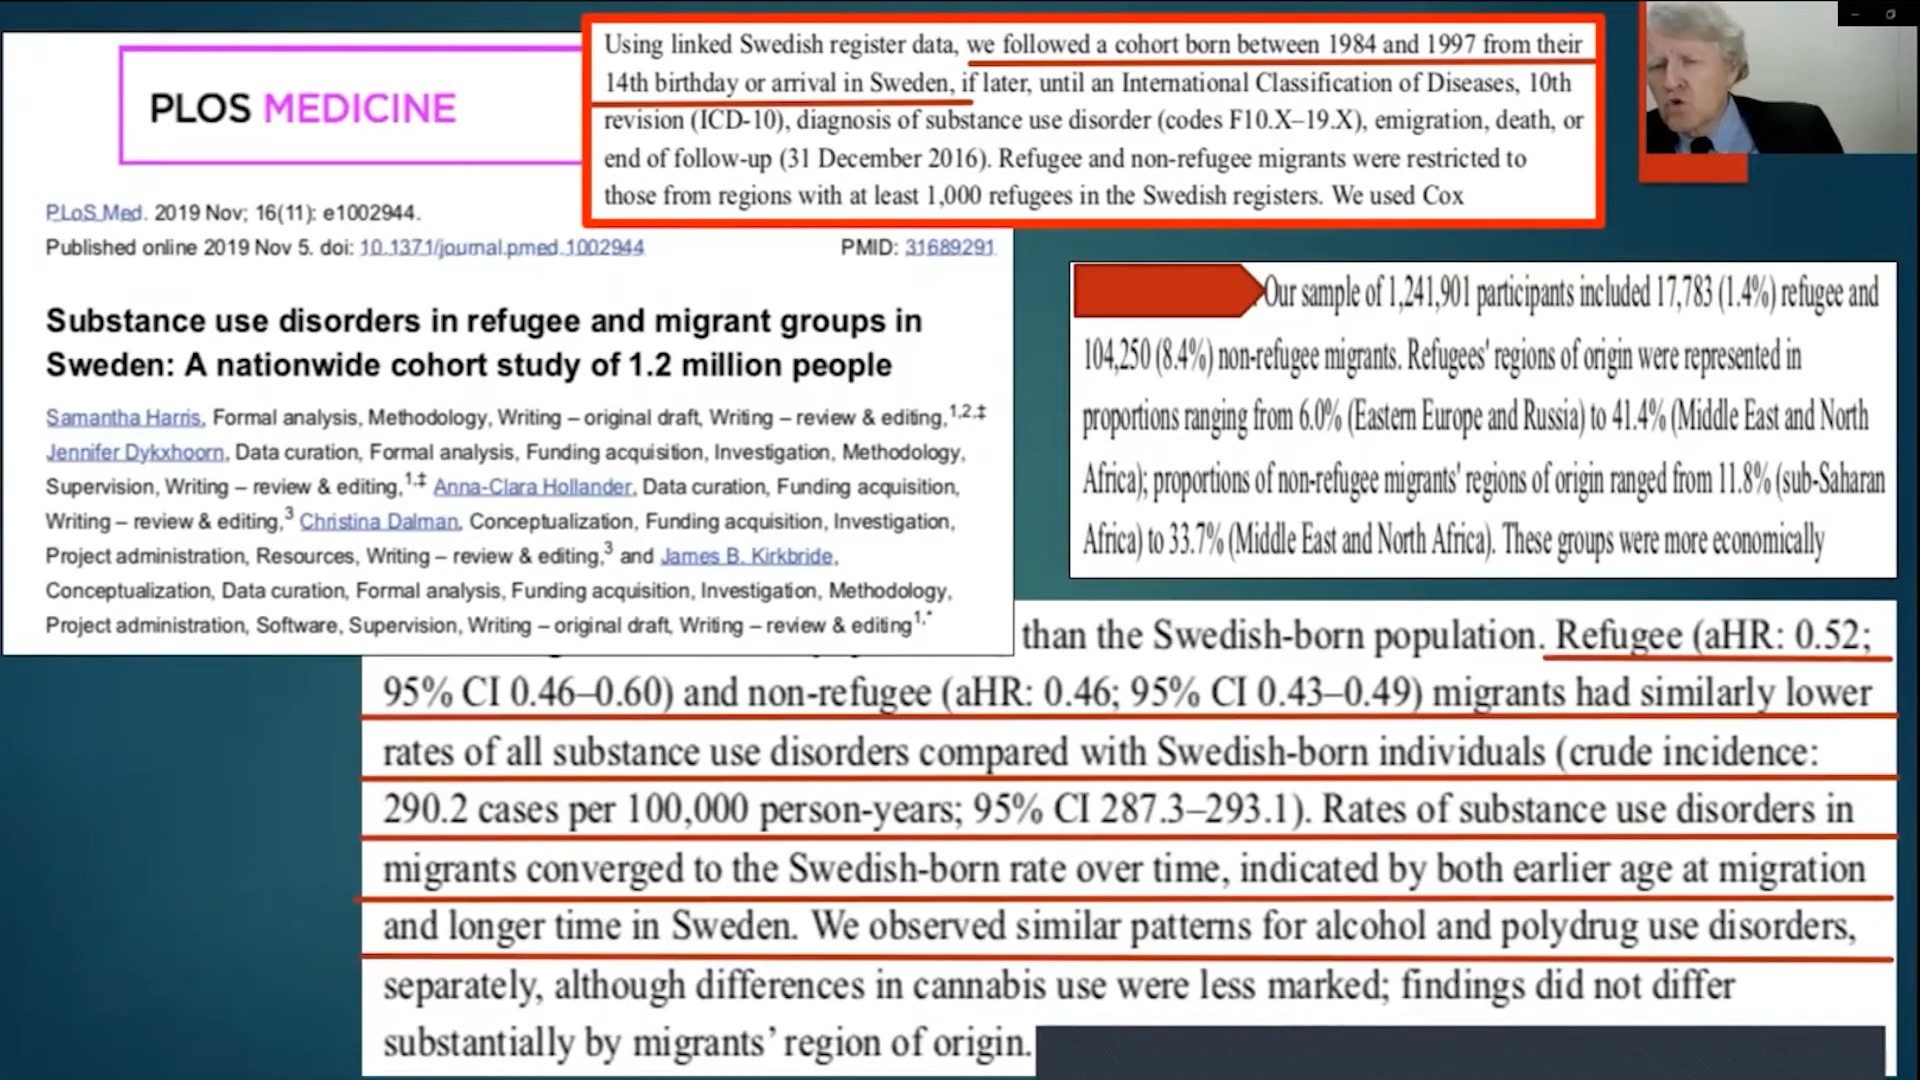 PLOS MEDICINE
PLoS Med. 2019 Nov; 16(11): e1002944.
Published online 2019 Nov 5. doi: 10.1371/journal.pmed.1002944 PMID: 31689291
Substance use disorders in refugee and migrant groups in
Sweden: A nationwide cohort study of 1.2 million people
Samantha Harris, Formal analysis, Methodology, Writing – original draft, Writing – review & editing,1,2,‡
Jennifer Dykxhoorn, Data curation, Formal analysis, Funding acquisition, Investigation, Methodology,
Supervision, Writing – review & editing,1,‡ Anna-Clara Hollander, Data curation, Funding acquisition,
Writing – review & editing,3 Christina Dalman, Conceptualization, Funding acquisition, Investigation,
Project administration, Resources, Writing – review & editing,3 and James B. Kirkbride,
Conceptualization, Data curation, Formal analysis, Funding acquisition, Investigation, Methodology,
Project administration, Software, Supervision, Writing – original draft, Writing – review & editing1,*
Using linked Swedish register data, we followed a cohort born between 1984 and 1997 from their
14th birthday or arrival in Sweden, if later, until an International Classification of Diseases, 10th
revision (ICD-10), diagnosis of substance use disorder (codes F10.X–19.X), emigration, death, or
end of follow-up (31 December 2016). Refugee and non-refugee migrants were restricted to
those from regions with at least 1,000 refugees in the Swedish registers. We used Cox
Our sample of 1,241,901 participants included 17,783 (1.4%) refugee and
104,250 (8.4%) non-refugee migrants. Refugees' regions of origin were represented in
proportions ranging from 6.0% (Eastern Europe and Russia) to 41.4% (Middle East and North
Africa); proportions of non-refugee migrants' regions of origin ranged from 11.8% (sub-Saharan
Africa) to 33.7% (Middle East and North Africa). These groups were more economically
than the Swedish-born population. Refugee (aHR: 0.52;
95% CI 0.46–0.60) and non-refugee (aHR: 0.46; 95% CI 0.43–0.49) migrants had similarly lower
rates of all substance use disorders compared with Swedish-born individuals (crude incidence:
290.2 cases per 100,000 person-years; 95% CI 287.3–293.1). Rates of substance use disorders in
migrants converged to the Swedish-born rate over time, indicated by both earlier age at migration
and longer time in Sweden. We observed similar patterns for alcohol and polydrug use disorders,
separately, although differences in cannabis use were less marked; findings did not differ
substantially by migrants' region of origin.